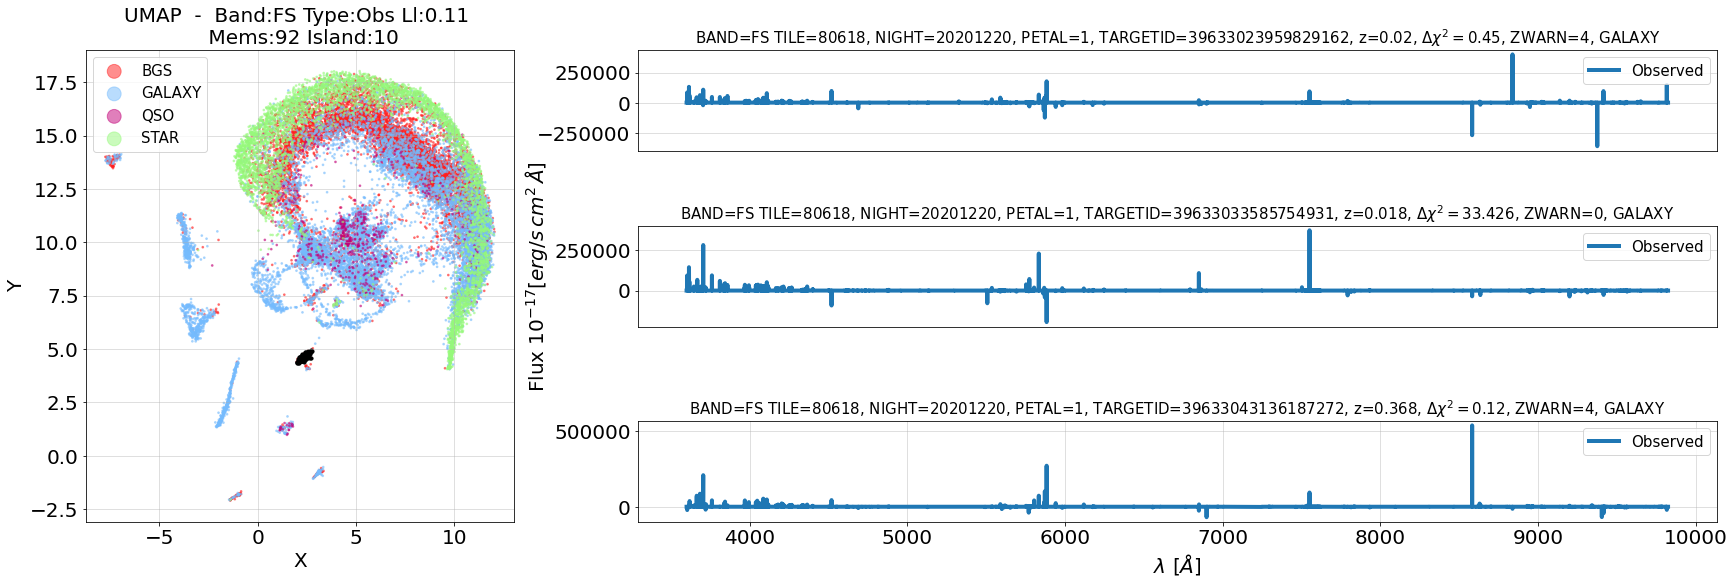 UMAP - Band:FS Type:Obs Ll:0.11
Mems:92 Island:10
BGS
GALAXY
QSO
STAR
17.5
15.0
12.5
10.0
7.5
5.0
2.5
0.0
−2.5
Y
−5
0
5
10
X
Flux 10⁻¹⁷[erg/s cm² Å]
BAND=FS TILE=80618, NIGHT=20201220, PETAL=1, TARGETID=39633023959829162, z=0.02, Δχ² = 0.45, ZWARN=4, GALAXY
250000
0
−250000
Observed
BAND=FS TILE=80618, NIGHT=20201220, PETAL=1, TARGETID=39633033585754931, z=0.018, Δχ² = 33.426, ZWARN=0, GALAXY
250000
0
Observed
BAND=FS TILE=80618, NIGHT=20201220, PETAL=1, TARGETID=39633043136187272, z=0.368, Δχ² = 0.12, ZWARN=4, GALAXY
500000
0
Observed
4000
5000
6000
7000
8000
9000
10000
λ [Å]